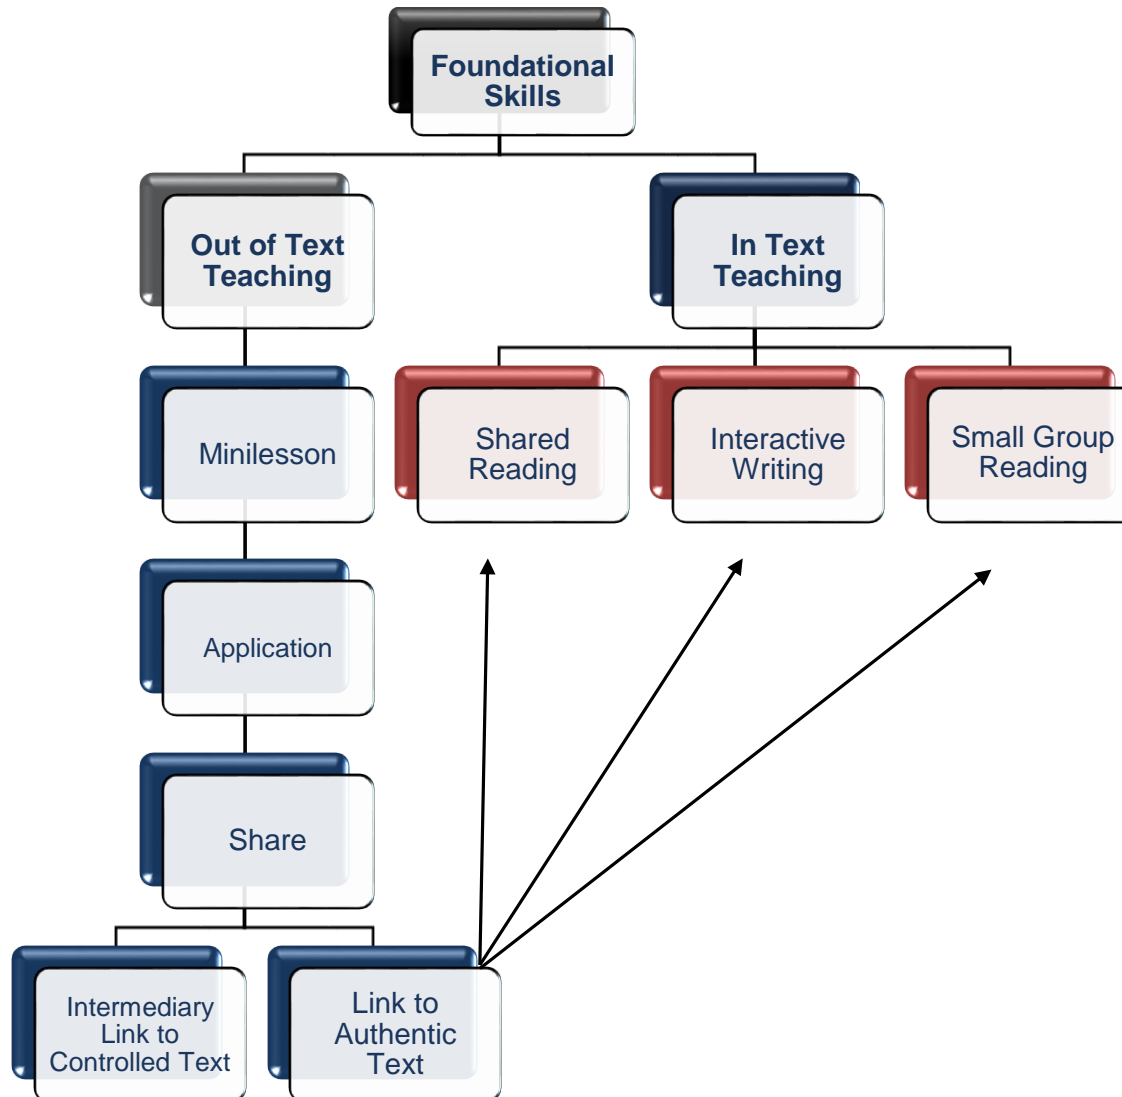 Foundational
Skills
Out of Text
Teaching
In Text
Teaching
Minilesson
Shared
Reading
Interactive
Writing
Small Group
Reading
Application
Share
Intermediary
Link to
Controlled Text
Link to
Authentic
Text